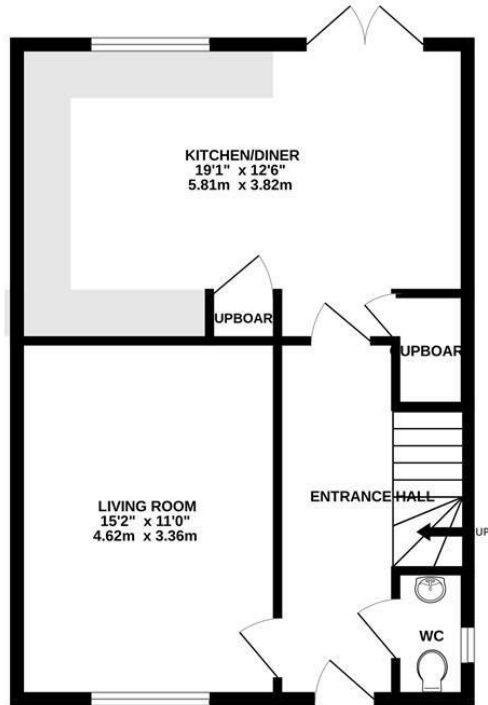 KITCHEN/DINER
19'1" x 12'6"
5.81m x 3.82m
UPBOAR
CUPBOAR
ENTRANCE HALL
LIVING ROOM
15'2" x 11'0"
4.62m x 3.36m
UP
WC